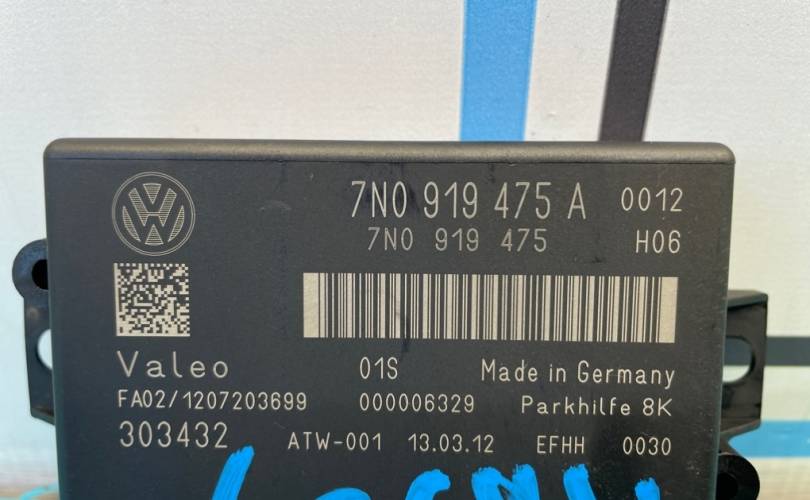 7N0 919 475 A 0012
7N0 919 475 H06
Valeo 01S Made in Germany
FA02/1207203699 000006329 Parkhilfe 8K
303432 ATW-001 13.03.12 EFHH 0030